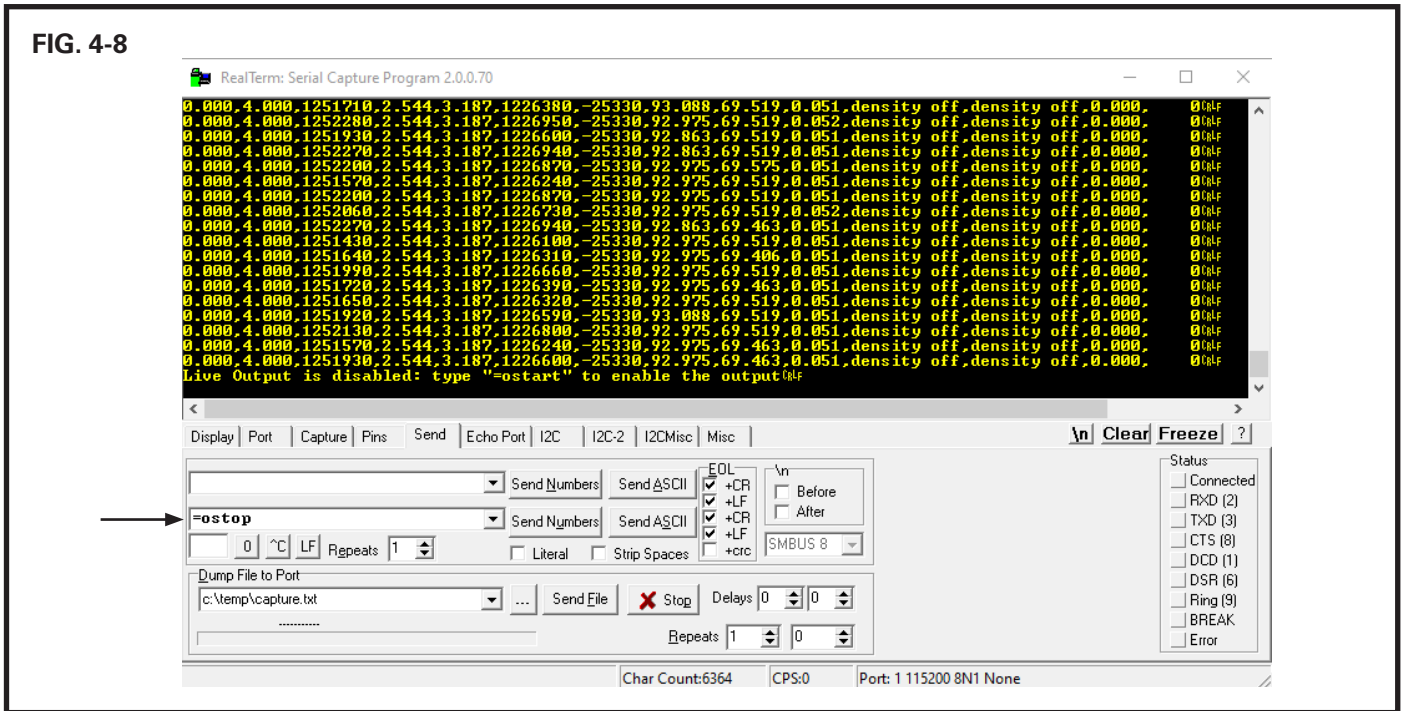 FIG. 4-8
RealTerm: Serial Capture Program 2.0.0.70
0.000,4.000,1251710,2.544,3.187,1226380,-25330,93.088,69.519,0.051,density off,density off,0.000, 0CRLF
0.000,4.000,1252280,2.544,3.187,1226950,-25330,92.975,69.519,0.052,density off,density off,0.000, 0CRLF
0.000,4.000,1251930,2.544,3.187,1226600,-25330,92.863,69.519,0.051,density off,density off,0.000, 0CRLF
0.000,4.000,1252270,2.544,3.187,1226940,-25330,92.863,69.519,0.051,density off,density off,0.000, 0CRLF
0.000,4.000,1252200,2.544,3.187,1226870,-25330,92.975,69.575,0.051,density off,density off,0.000, 0CRLF
0.000,4.000,1251570,2.544,3.187,1226240,-25330,92.975,69.519,0.051,density off,density off,0.000, 0CRLF
0.000,4.000,1252200,2.544,3.187,1226870,-25330,92.975,69.519,0.051,density off,density off,0.000, 0CRLF
0.000,4.000,1252060,2.544,3.187,1226730,-25330,92.975,69.519,0.052,density off,density off,0.000, 0CRLF
0.000,4.000,1252270,2.544,3.187,1226940,-25330,92.863,69.463,0.051,density off,density off,0.000, 0CRLF
0.000,4.000,1251430,2.544,3.187,1226100,-25330,92.975,69.519,0.051,density off,density off,0.000, 0CRLF
0.000,4.000,1251640,2.544,3.187,1226310,-25330,92.975,69.406,0.051,density off,density off,0.000, 0CRLF
0.000,4.000,1251990,2.544,3.187,1226660,-25330,92.975,69.519,0.051,density off,density off,0.000, 0CRLF
0.000,4.000,1251720,2.544,3.187,1226390,-25330,92.975,69.463,0.051,density off,density off,0.000, 0CRLF
0.000,4.000,1251650,2.544,3.187,1226320,-25330,92.975,69.519,0.051,density off,density off,0.000, 0CRLF
0.000,4.000,1251920,2.544,3.187,1226590,-25330,93.088,69.519,0.051,density off,density off,0.000, 0CRLF
0.000,4.000,1252130,2.544,3.187,1226800,-25330,92.975,69.519,0.051,density off,density off,0.000, 0CRLF
0.000,4.000,1251570,2.544,3.187,1226240,-25330,92.975,69.463,0.051,density off,density off,0.000, 0CRLF
0.000,4.000,1251930,2.544,3.187,1226600,-25330,92.975,69.463,0.051,density off,density off,0.000, 0CRLF
Live Output is disabled: type "=ostart" to enable the outputCRLF
Display Port Capture Pins Send Echo Port I2C I2C-2 I2CMisc Misc \n Clear Freeze ?
Send Numbers Send ASCII
=ostop Send Numbers Send ASCII
0 ^C LF Repeats 1 Literal Strip Spaces
EOL
+CR
+LF
+CR
+LF
+crc
\n
Before
After
SMBUS 8
Dump File to Port
c:\temp\capture.txt ... Send File Stop Delays 0 0
Repeats 1 0
Status
Connected
RXD (2)
TXD (3)
CTS (8)
DCD (1)
DSR (6)
Ring (9)
BREAK
Error
Char Count:6364 CPS:0 Port: 1 115200 8N1 None